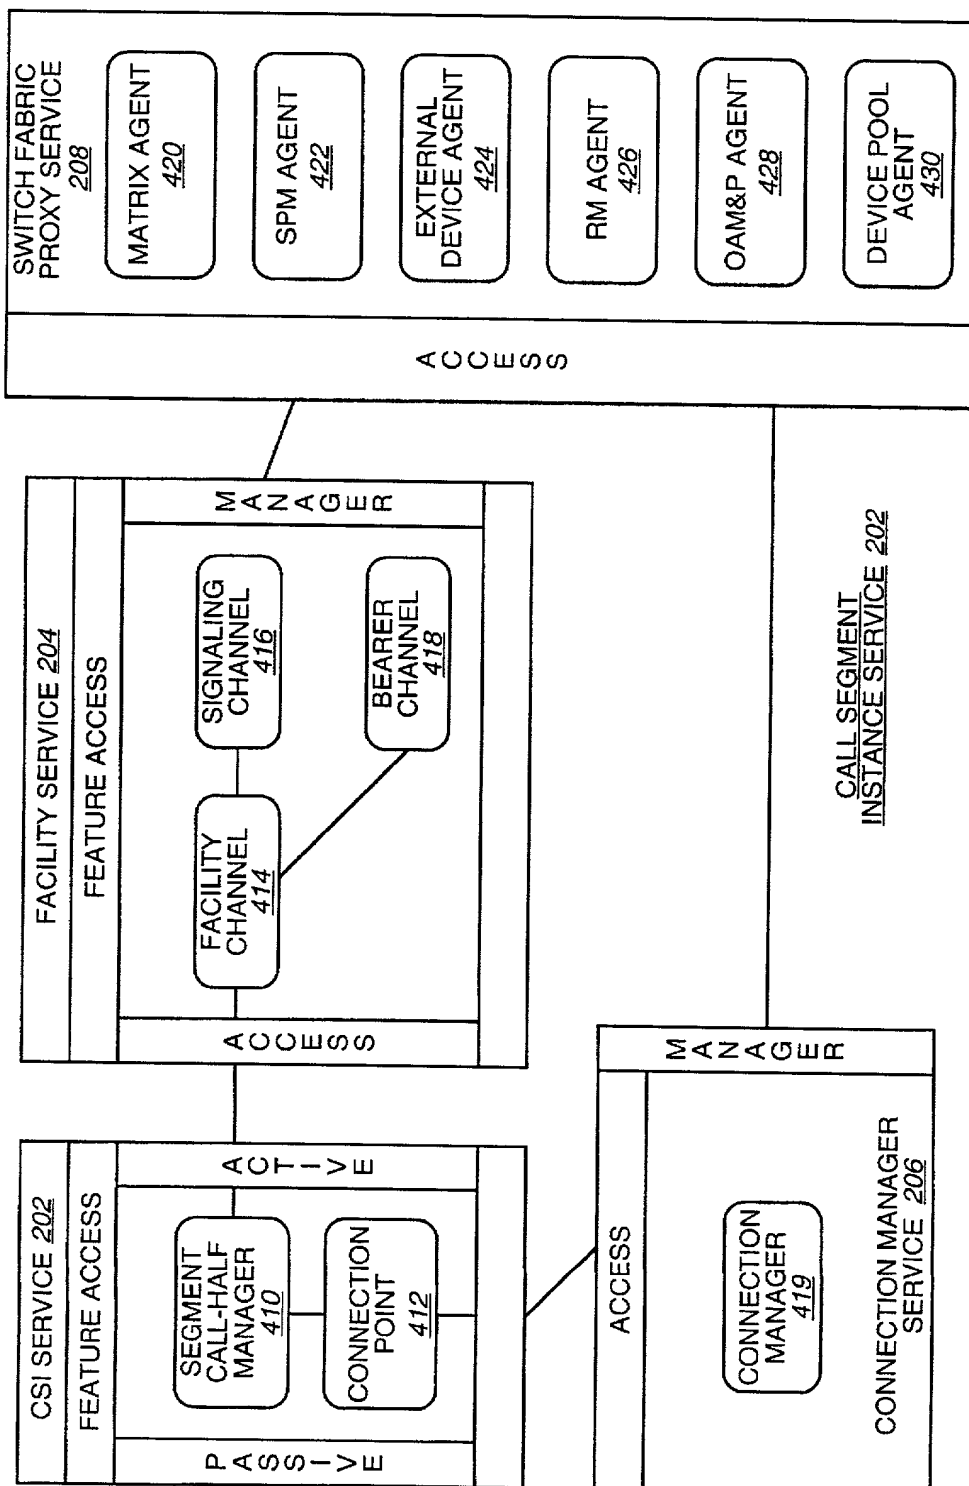 CSI SERVICE 202
FEATURE ACCESS
PASSIVE
SEGMENT
CALL-HALF
MANAGER
410
CONNECTION
POINT
412
ACTIVE
FACILITY SERVICE 204
FEATURE ACCESS
ACCESS
FACILITY
CHANNEL
414
SIGNALING
CHANNEL
416
BEARER
CHANNEL
418
MANAGER
SWITCH FABRIC
PROXY SERVICE
208
ACCESS
MATRIX AGENT
420
SPM AGENT
422
EXTERNAL
DEVICE AGENT
424
RM AGENT
426
OAM&P AGENT
428
DEVICE POOL
AGENT
430
ACCESS
CONNECTION
MANAGER
419
MANAGER
CONNECTION MANAGER
SERVICE 206
CALL SEGMENT
INSTANCE SERVICE 202